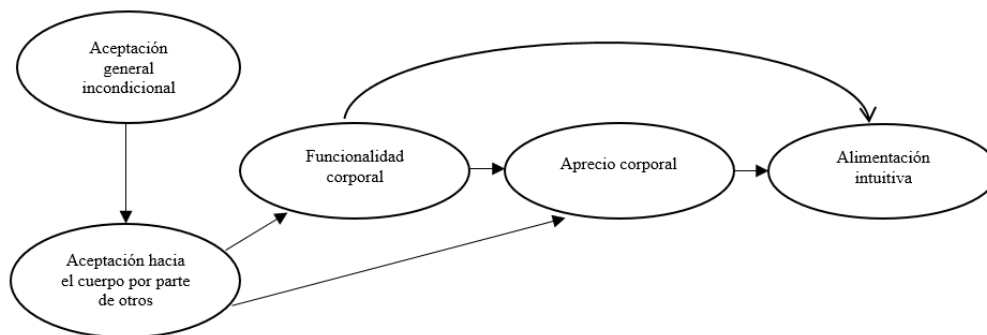 Aceptación
general
incondicional
Funcionalidad
corporal
Aprecio corporal
Alimentación
intuitiva
Aceptación hacia
el cuerpo por parte
de otros